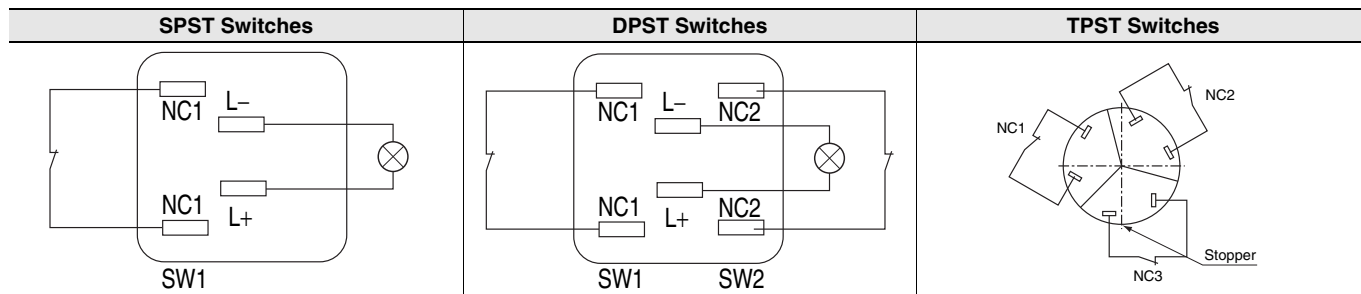 SPST Switches
DPST Switches
TPST Switches
NC1
L−
NC1
L+
SW1
NC1
L−
NC2
NC1
L+
NC2
SW1
SW2
NC2
NC1
Stopper
NC3